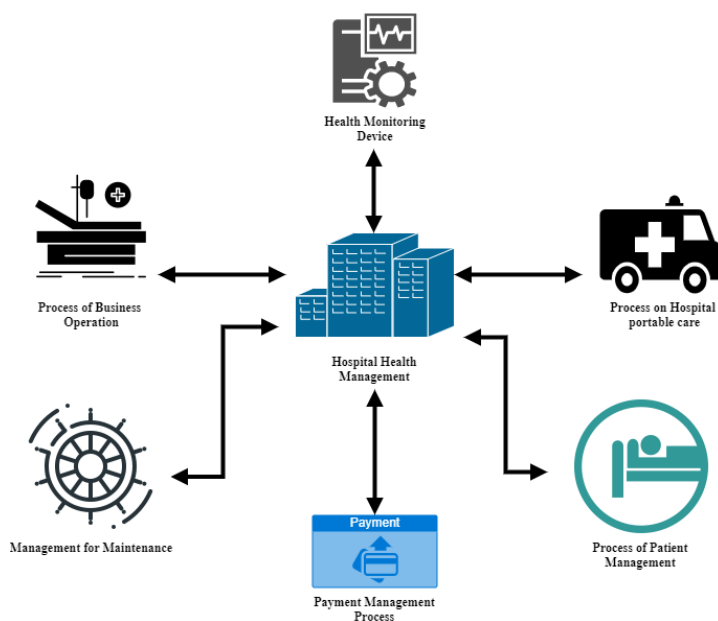 Health Monitoring
Device
Process of Business
Operation
Process on Hospital
portable care
Hospital Health
Management
Management for Maintenance
Payment
Process of Patient
Management
Payment Management
Process